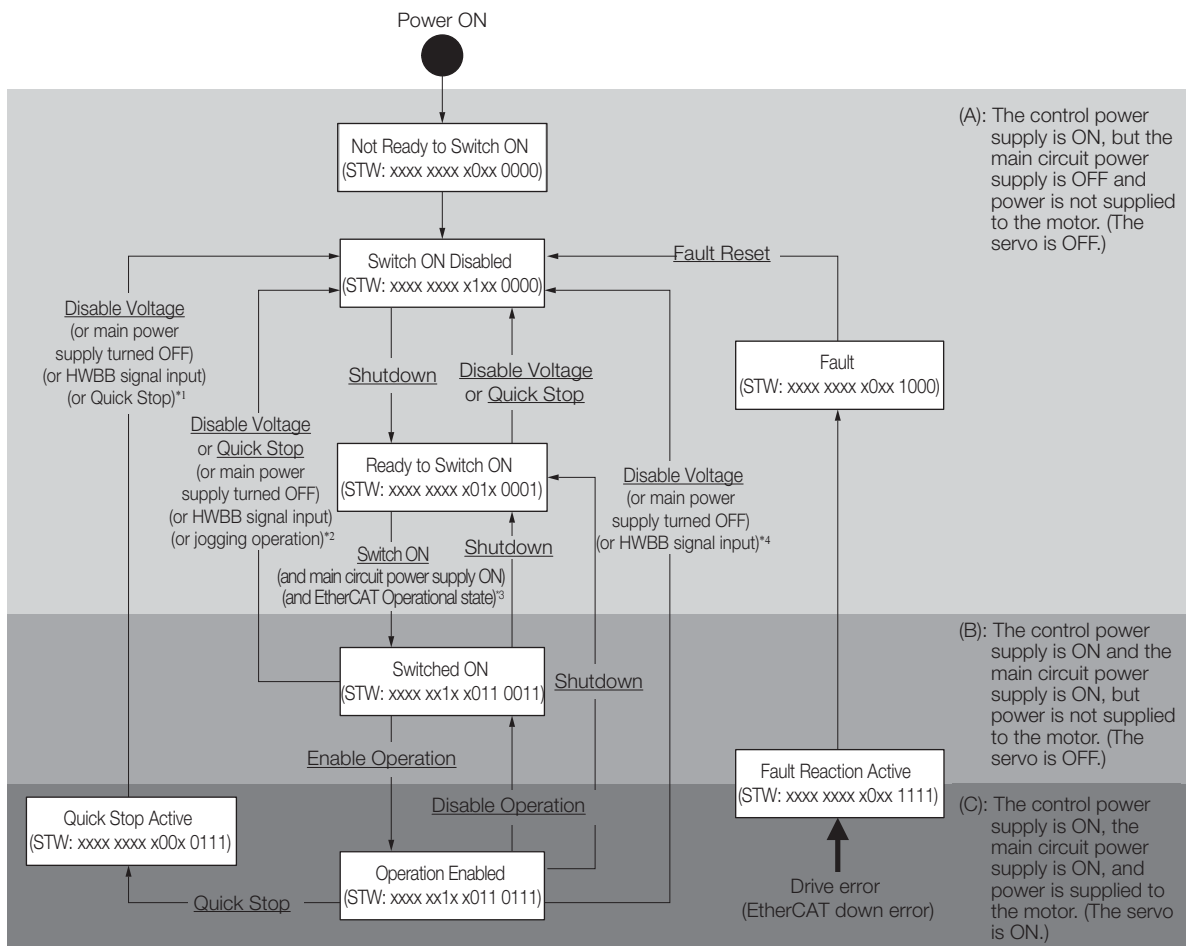 Power ON
Not Ready to Switch ON
(STW: xxxx xxxx x0xx 0000)
(A): The control power
supply is ON, but the
main circuit power
supply is OFF and
power is not supplied
to the motor. (The
servo is OFF.)
Switch ON Disabled
(STW: xxxx xxxx x1xx 0000)
Fault Reset
Disable Voltage
(or main power
supply turned OFF)
(or HWBB signal input)
(or Quick Stop)*1
Shutdown
Disable Voltage
or Quick Stop
Fault
(STW: xxxx xxxx x0xx 1000)
Disable Voltage
or Quick Stop
(or main power
supply turned OFF)
(or HWBB signal input)
(or jogging operation)*2
Ready to Switch ON
(STW: xxxx xxxx x01x 0001)
Disable Voltage
(or main power
supply turned OFF)
(or HWBB signal input)*4
Switch ON
(and main circuit power supply ON)
(and EtherCAT Operational state)*3
Shutdown
Switched ON
(STW: xxxx xx1x x011 0011)
Shutdown
(B): The control power
supply is ON and the
main circuit power
supply is ON, but
power is not supplied
to the motor. (The
servo is OFF.)
Enable Operation
Fault Reaction Active
(STW: xxxx xxxx x0xx 1111)
Disable Operation
Quick Stop Active
(STW: xxxx xxxx x00x 0111)
(C): The control power
supply is ON, the
main circuit power
supply is ON, and
power is supplied to
the motor. (The servo
is ON.)
Operation Enabled
(STW: xxxx xx1x x011 0111)
Quick Stop
Drive error
(EtherCAT down error)